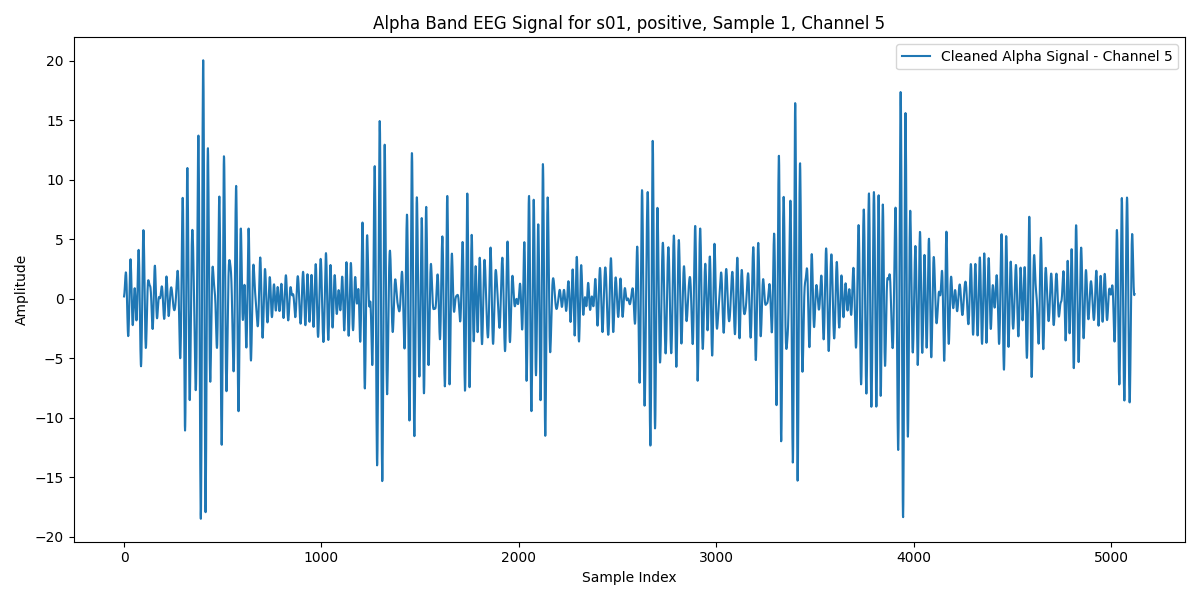 Alpha Band EEG Signal for s01, positive, Sample 1, Channel 5
Cleaned Alpha Signal - Channel 5
Amplitude
20
15
10
5
0
−5
−10
−15
−20
0 1000 2000 3000 4000 5000
Sample Index